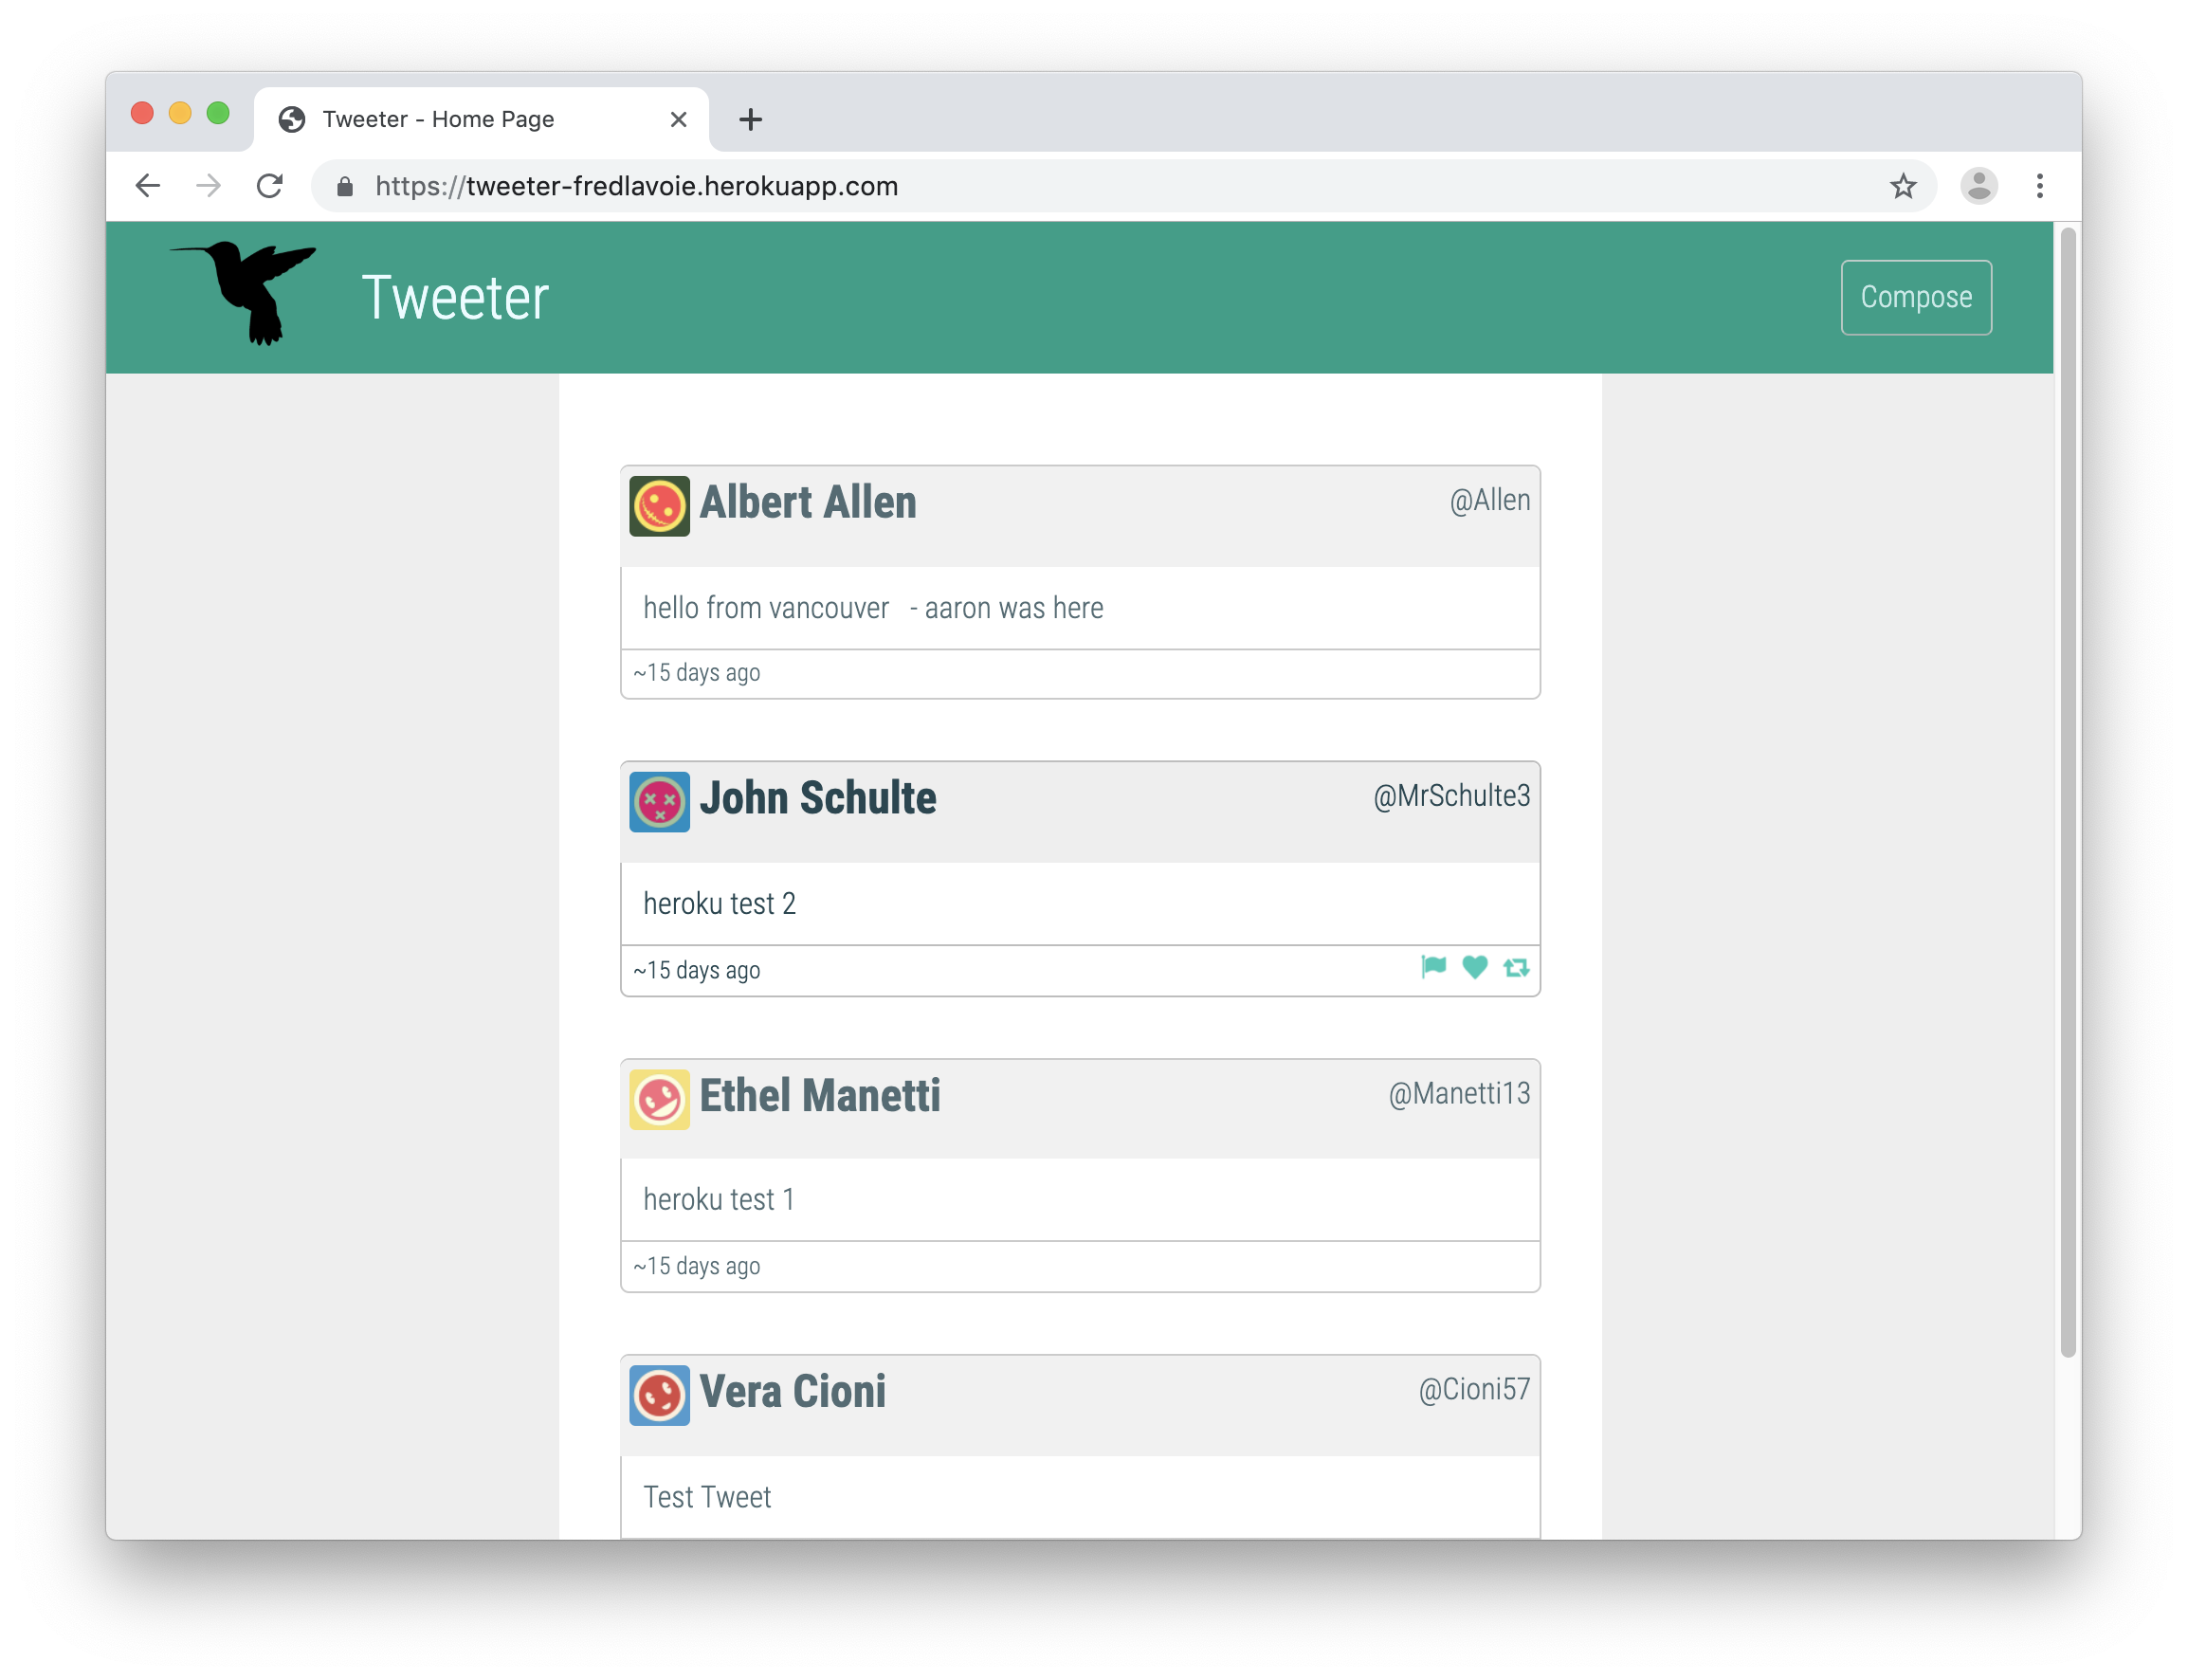 Tweeter - Home Page
https://tweeter-fredlavoie.herokuapp.com
Tweeter
Compose
Albert Allen @Allen
hello from vancouver - aaron was here
~15 days ago
John Schulte @MrSchulte3
heroku test 2
~15 days ago
Ethel Manetti @Manetti13
heroku test 1
~15 days ago
Vera Cioni @Cioni57
Test Tweet